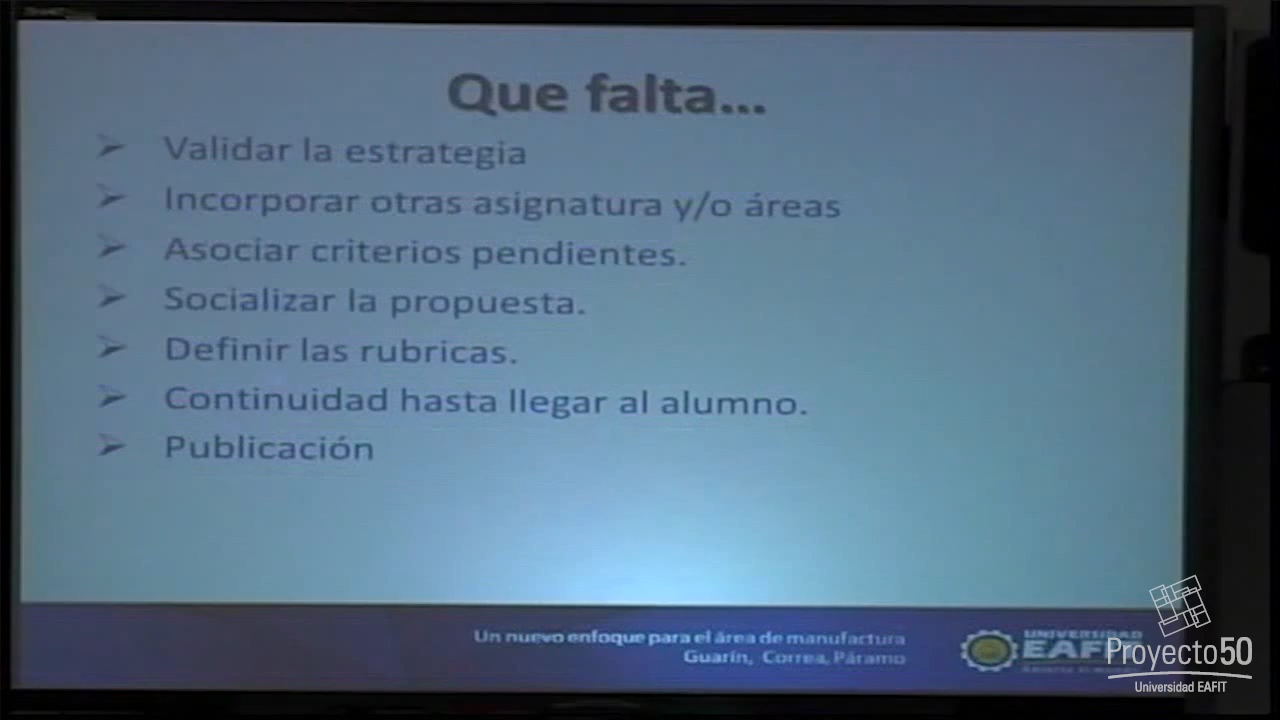 Que falta...
Validar la estrategia
Incorporar otras asignatura y/o áreas
Asociar criterios pendientes.
Socializar la propuesta.
Definir las rubricas.
Continuidad hasta llegar al alumno.
Publicación
Un nuevo enfoque para el área de manufactura
Guarín, Correa, Páramo
UNIVERSIDAD
EAFIT
Proyecto50
Universidad EAFIT